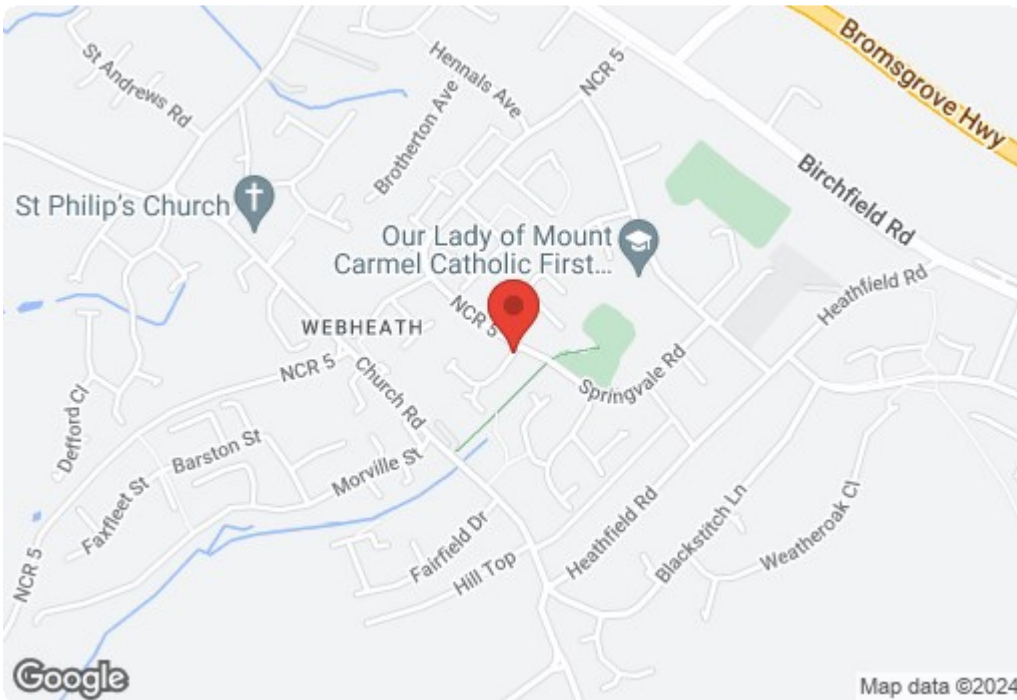 St Andrews Rd
Hennals Ave
NCR 5
Bromsgrove Hwy
Brotherton Ave
Birchfield Rd
St Philip's Church
Our Lady of Mount
Carmel Catholic First...
Heathfield Rd
NCR 5
WEBHEATH
NCR 5
Church Rd
Springvale Rd
Defford Cl
Barston St
Morville St
Faxfleet St
NCR 5
Fairfield Dr
Hill Top
Heathfield Rd
Blackstitch Ln
Weatheroak Cl
Google
Map data ©2024